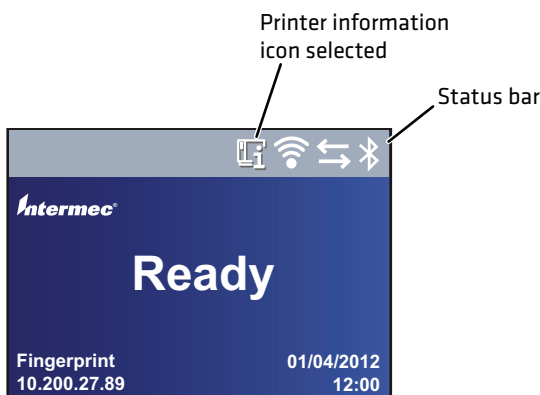 Printer information
icon selected
Status bar
Intermec®
Ready
Fingerprint
01/04/2012
10.200.27.89
12:00